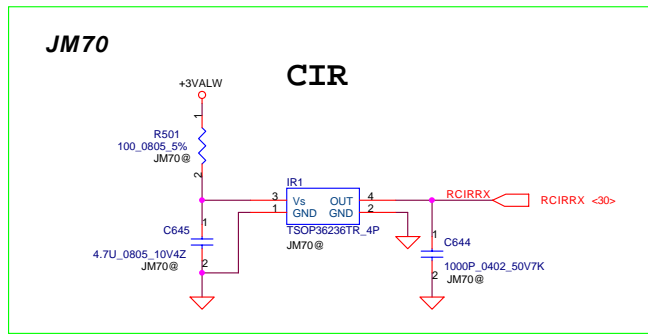 JM70
CIR
+3VALW
1
R501
100_0805_5%
JM70@
2
IR1
3 Vs OUT 4
1 GND GND 2
TSOP36236TR_4P
JM70@
RCIRRX
RCIRRX <30>
C645
1
4.7U_0805_10V4Z
JM70@
2
1
C644
1000P_0402_50V7K
2
JM70@